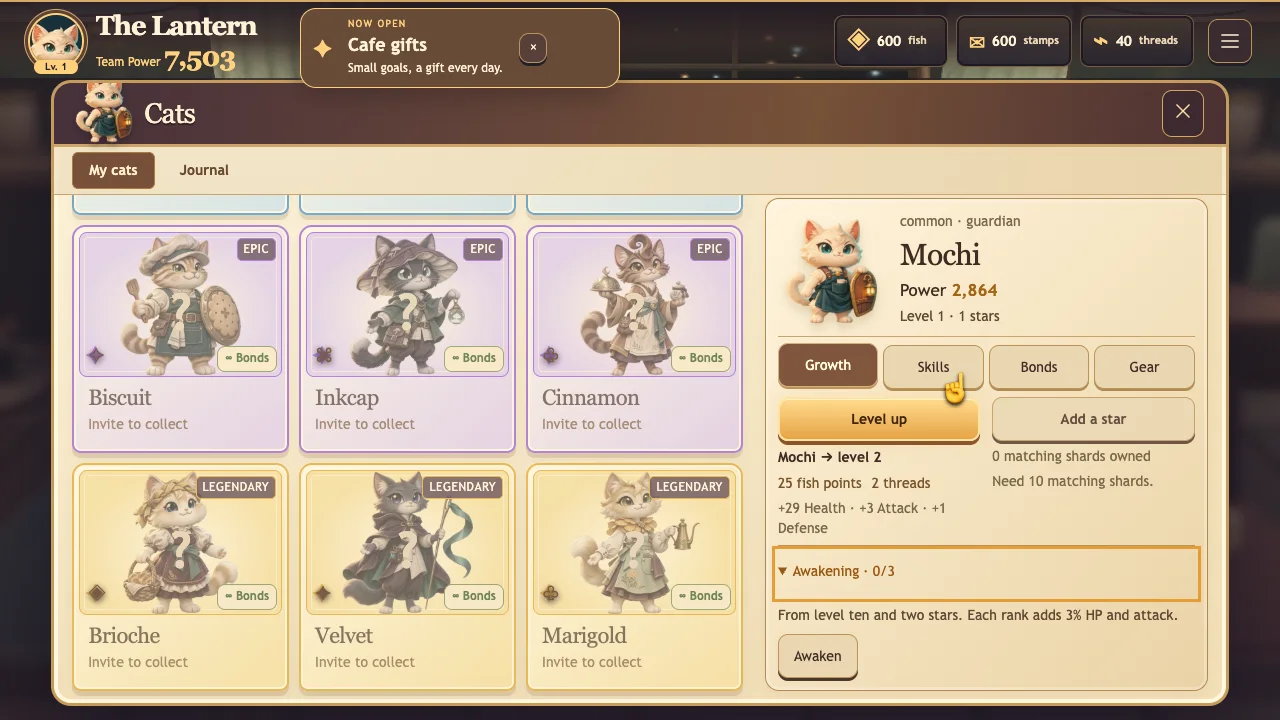 The Lantern
Team Power 7,503
Lv. 1
NOW OPEN
Cafe gifts
Small goals, a gift every day.
×
600 fish
600 stamps
40 threads
Cats
My cats
Journal
EPIC
? 
∞ Bonds
Biscuit
Invite to collect
EPIC
?
∞ Bonds
Inkcap
Invite to collect
EPIC
?
∞ Bonds
Cinnamon
Invite to collect
LEGENDARY
?
∞ Bonds
Brioche
Invite to collect
LEGENDARY
?
∞ Bonds
Velvet
Invite to collect
LEGENDARY
?
∞ Bonds
Marigold
Invite to collect
common · guardian
Mochi
Power 2,864
Level 1 · 1 stars
Growth
Skills
Bonds
Gear
Level up
Mochi → level 2
25 fish points 2 threads
+29 Health · +3 Attack · +1
Defense
Add a star
0 matching shards owned
Need 10 matching shards.
▼ Awakening · 0/3
From level ten and two stars. Each rank adds 3% HP and attack.
Awaken